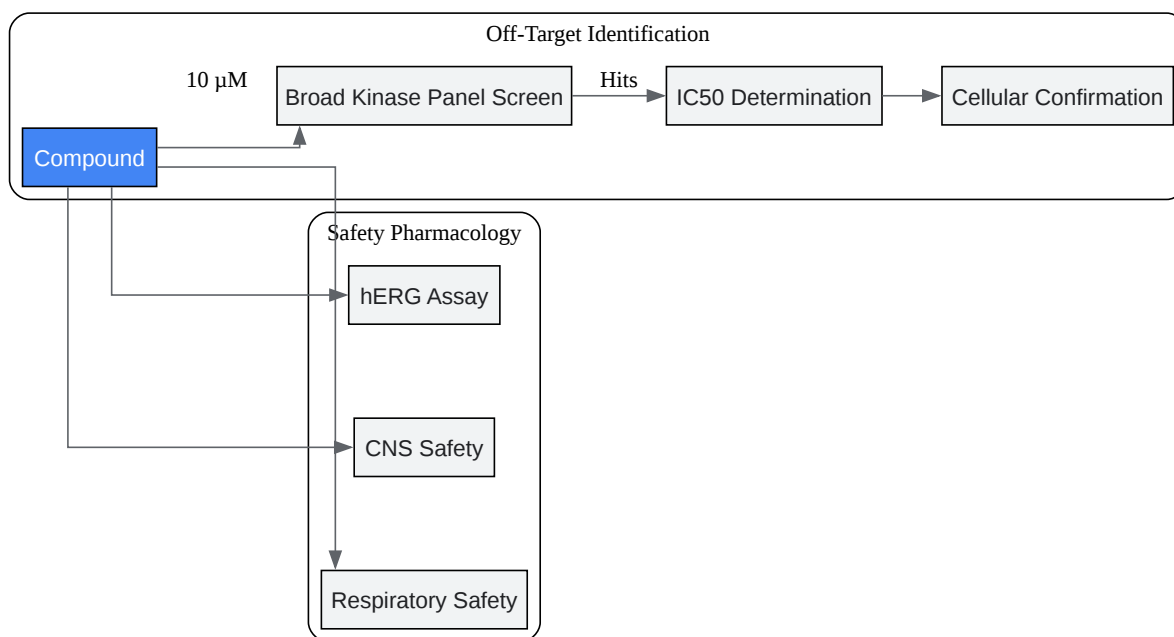 Off-Target Identification
10 µM
Broad Kinase Panel Screen
Hits
IC50 Determination
Cellular Confirmation
Compound
Safety Pharmacology
hERG Assay
CNS Safety
Respiratory Safety